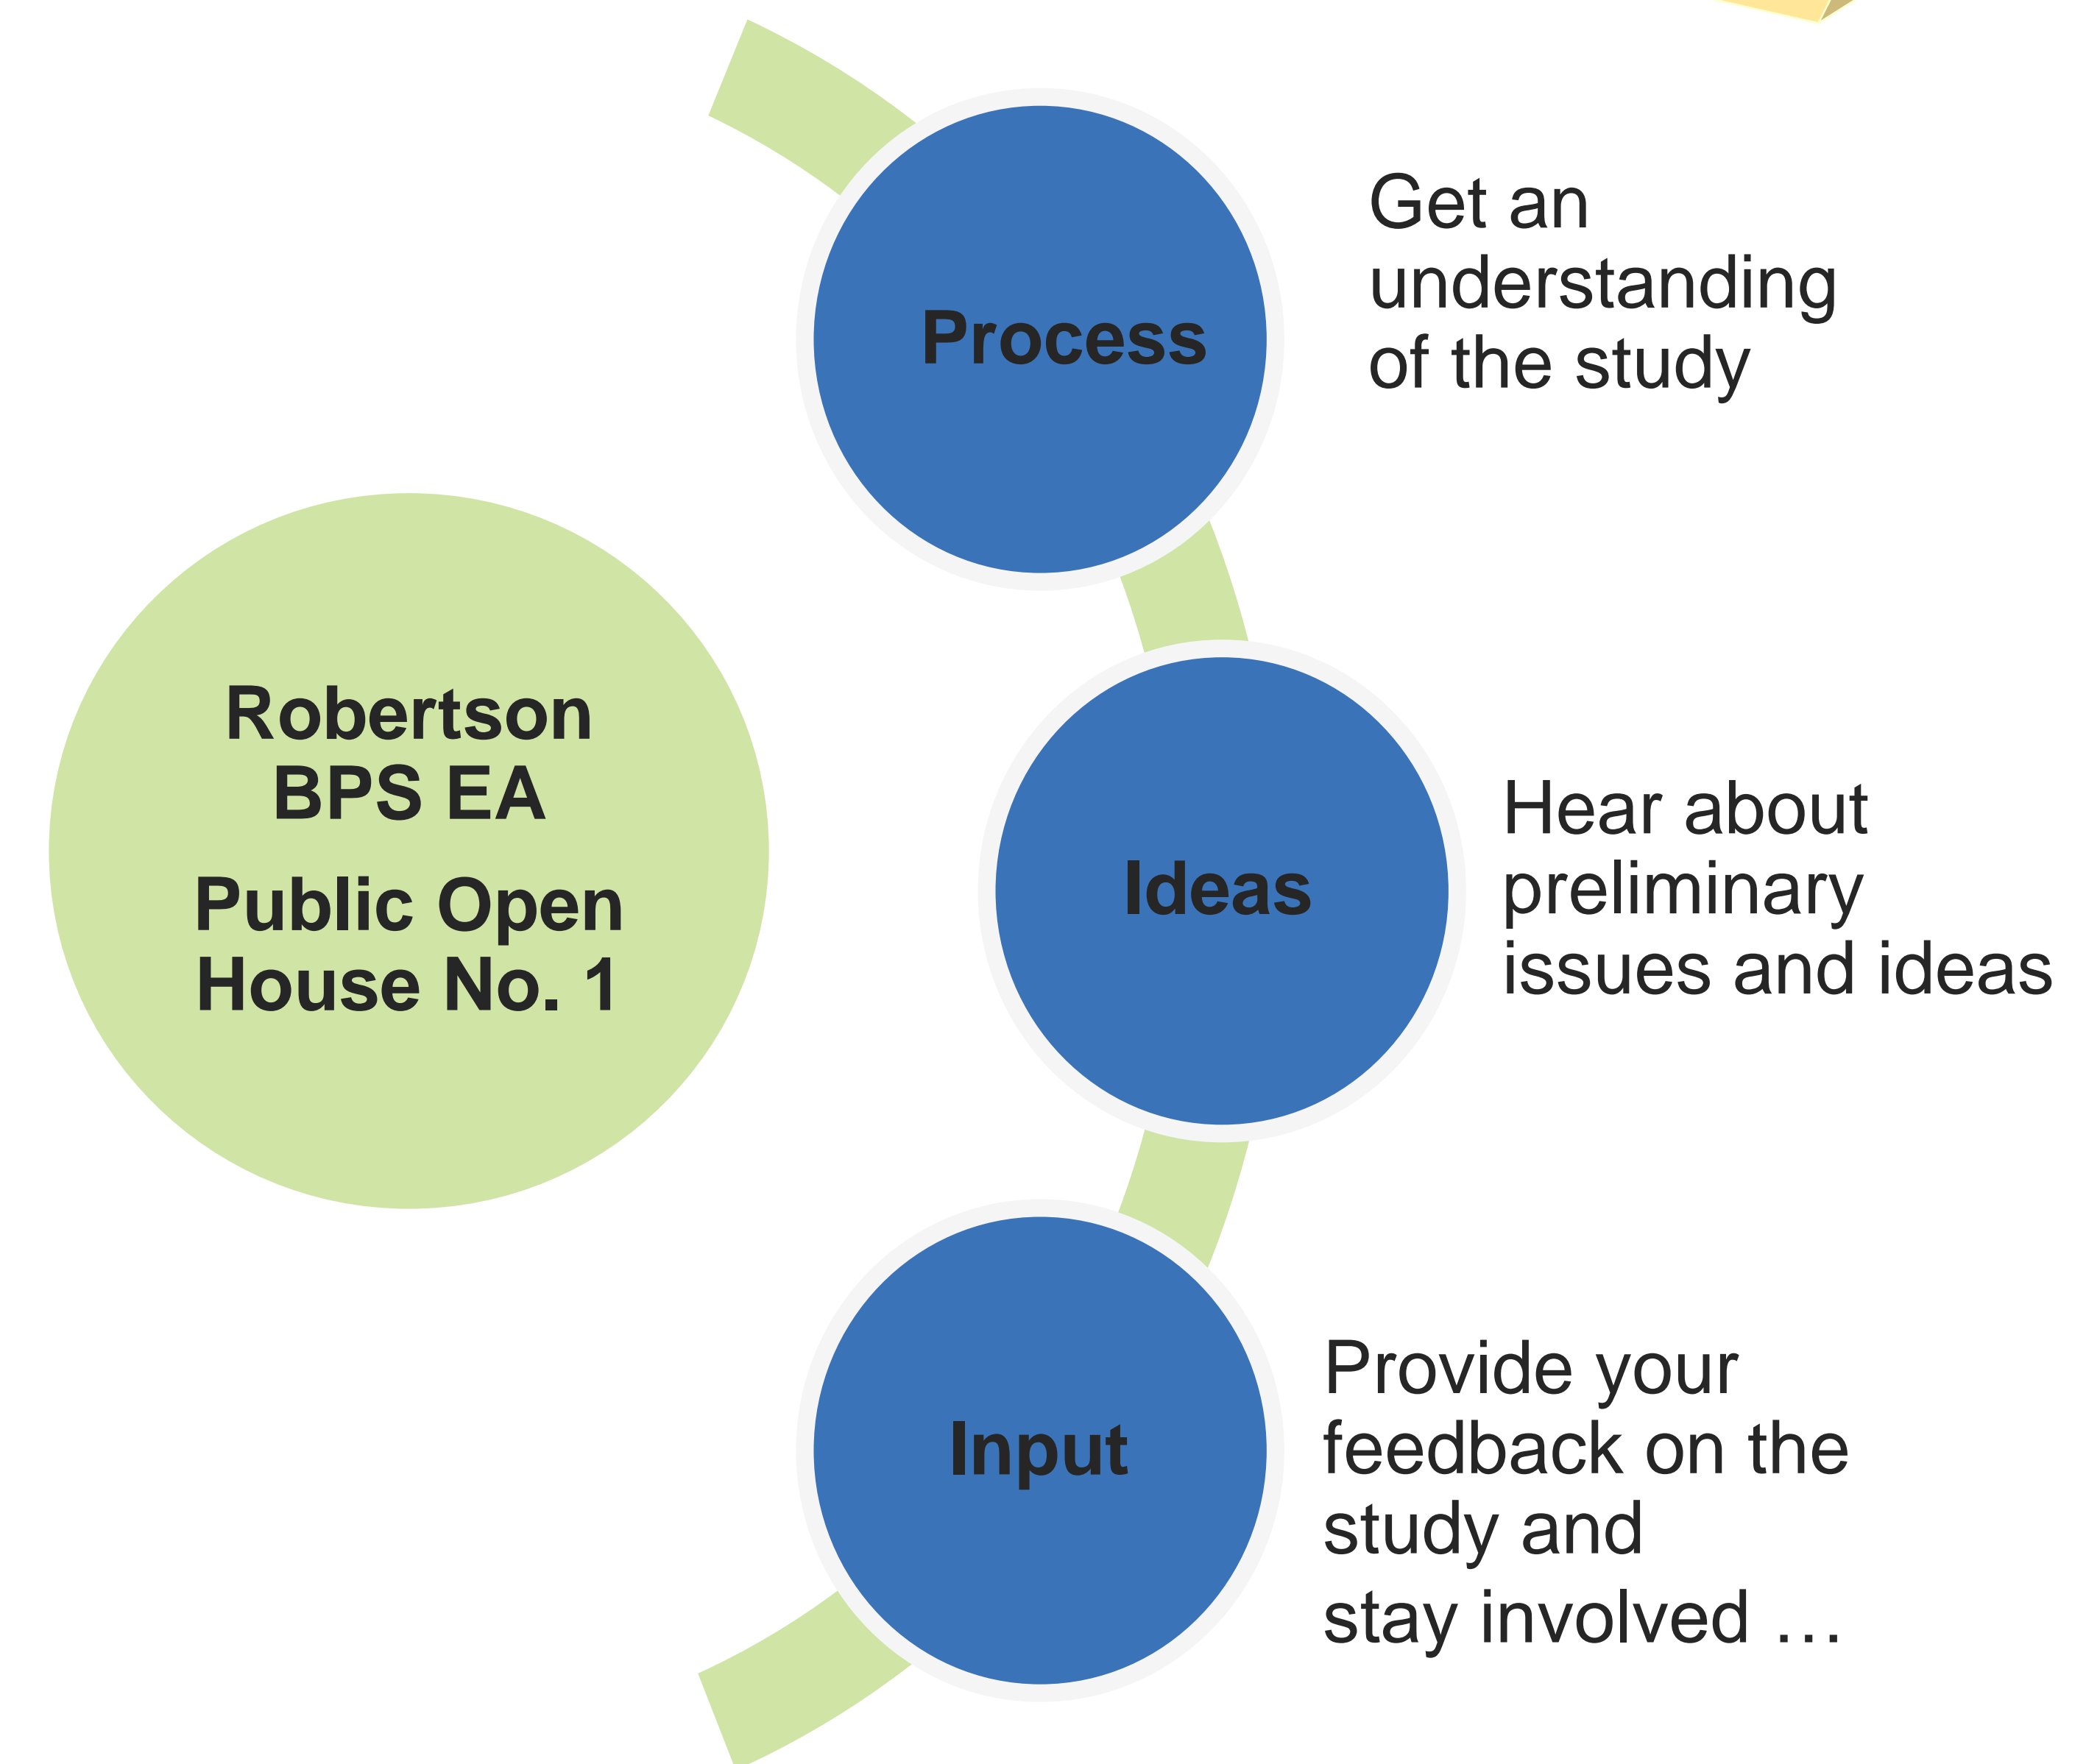 Robertson
BPS EA
Public Open
House No. 1
Process
Get an
understanding
of the study
Ideas
Hear about
preliminary
issues and ideas
Input
Provide your
feedback on the
study and
stay involved …